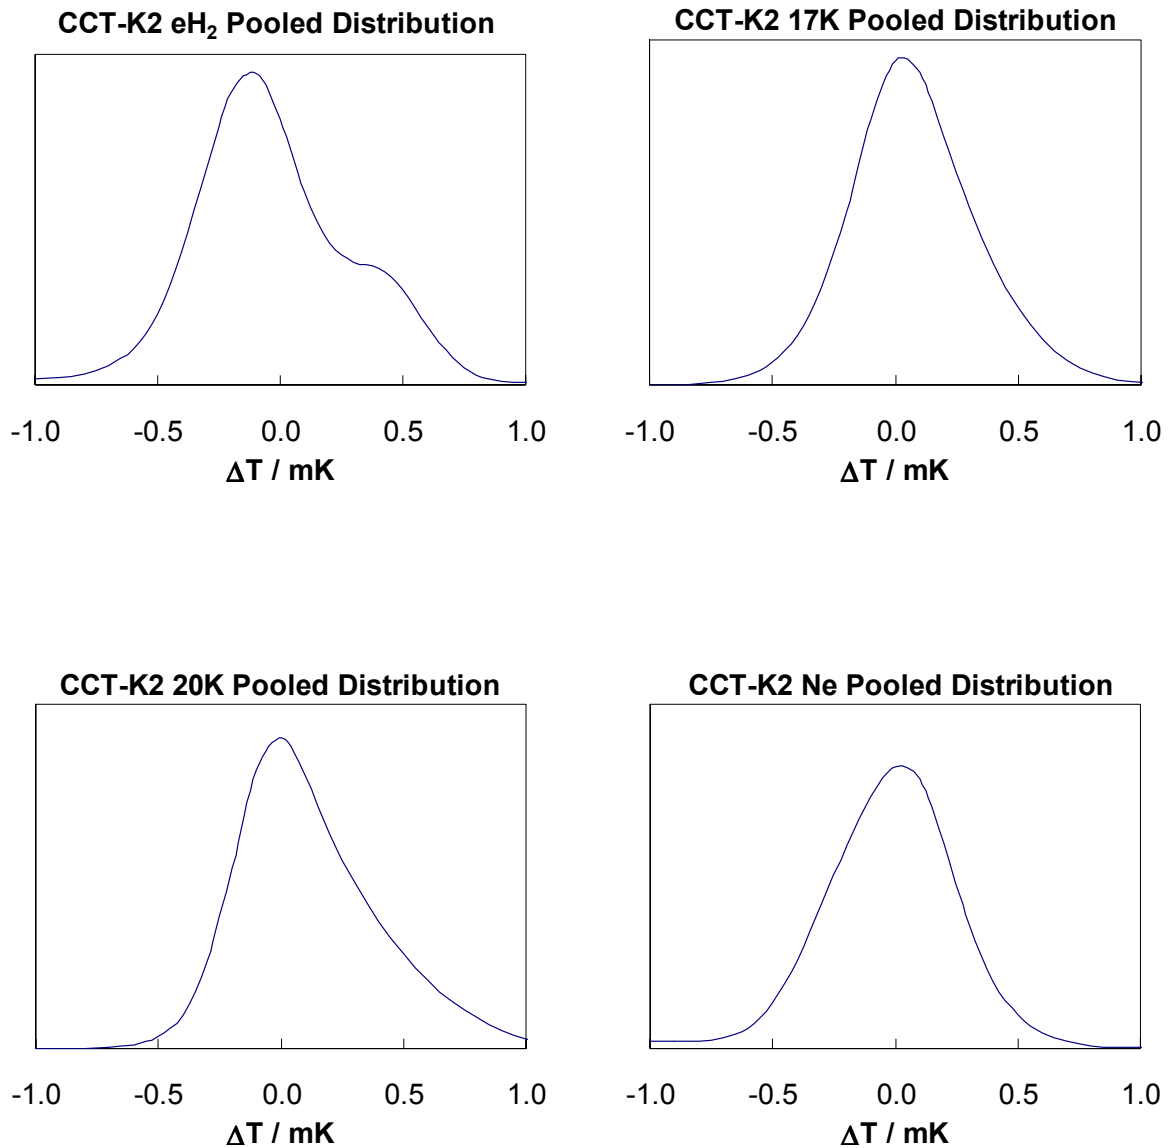 CCT-K2 eH₂ Pooled Distribution
-1.0 -0.5 0.0 0.5 1.0
ΔT / mK
CCT-K2 17K Pooled Distribution
-1.0 -0.5 0.0 0.5 1.0
ΔT / mK
CCT-K2 20K Pooled Distribution
-1.0 -0.5 0.0 0.5 1.0
ΔT / mK
CCT-K2 Ne Pooled Distribution
-1.0 -0.5 0.0 0.5 1.0
ΔT / mK